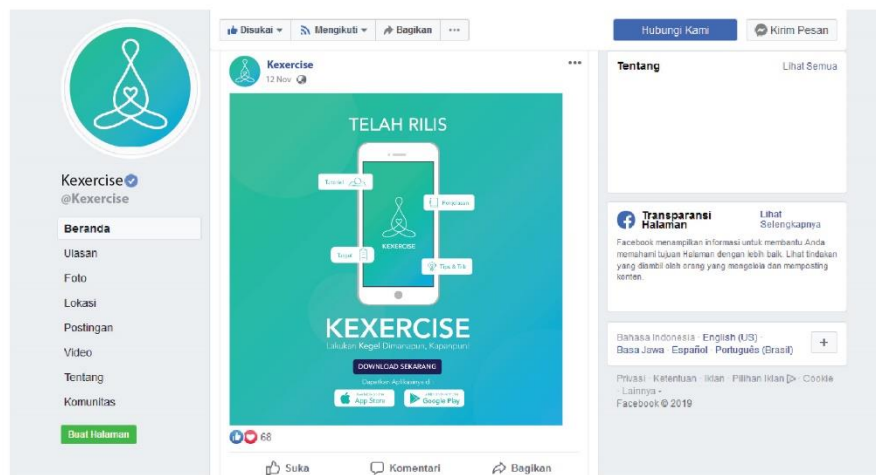 Disukai
Mengikuti
Bagikan
Hubungi Kami
Kirim Pesan
Kexercise
@Kexercise
Beranda
Ulasan
Foto
Lokasi
Postingan
Video
Tentang
Komunitas
Buat Halaman
Kexercise
12 Nov
TELAH RILIS
Tutorial
Target
Tips & Trik
KEXERCISE
KEXERCISE
Lakukan Kegel Dimanapun, Kapanpun!
DOWNLOAD SEKARANG
Dapatkan Aplikasinya di
App Store
Google Play
68
Suka
Komentari
Bagikan
Tentang
Lihat Semua
Transparansi Halaman
Lihat Selengkapnya
Facebook menampilkan informasi untuk membantu Anda
memahami tujuan Halaman dengan lebih baik. Lihat tindakan
yang diambil oleh orang yang mengelola dan memposting
konten.
Bahasa Indonesia · English (US) ·
Basa Jawa · Español · Português (Brasil)
Privasi · Ketentuan · Iklan · Pilihan Iklan · Cookie
· Lainnya
Facebook © 2019